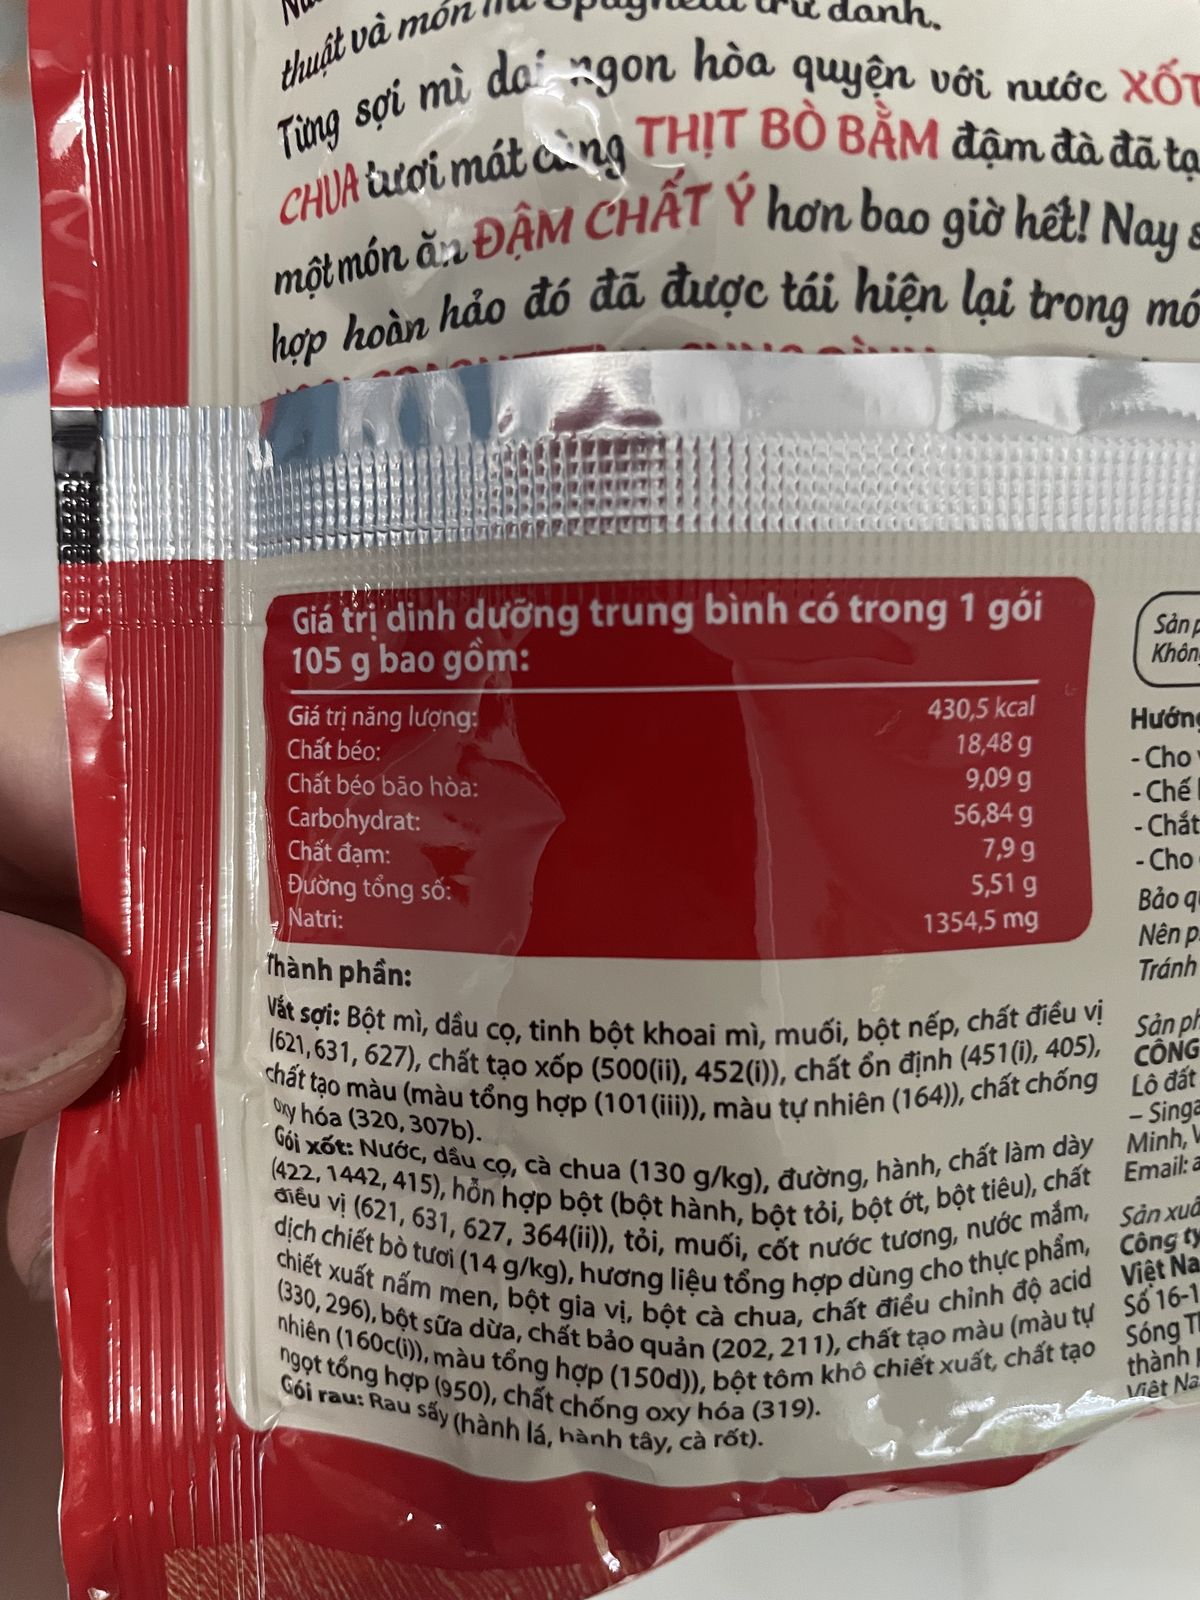 thuật và món mì Spaghetti trứ danh.
Từng sợi mì dai ngon hòa quyện với nước XỐT
CHUA tươi mát cùng THỊT BÒ BẰM đậm đà đã tạ
một món ăn ĐẬM CHẤT Ý hơn bao giờ hết! Nay s
hợp hoàn hảo đó đã được tái hiện lại trong mó
Giá trị dinh dưỡng trung bình có trong 1 gói
105 g bao gồm:
Giá trị năng lượng: 430,5 kcal
Chất béo: 18,48 g
Chất béo bão hòa: 9,09 g
Carbohydrat: 56,84 g
Chất đạm: 7,9 g
Đường tổng số: 5,51 g
Natri: 1354,5 mg
Thành phần:
Vắt sợi: Bột mì, dầu cọ, tinh bột khoai mì, muối, bột nếp, chất điều vị
(621, 631, 627), chất tạo xốp (500(ii), 452(i)), chất ổn định (451(i), 405),
chất tạo màu (màu tổng hợp (101(iii)), màu tự nhiên (164)), chất chống
oxy hóa (320, 307b).
Gói xốt: Nước, dầu cọ, cà chua (130 g/kg), đường, hành, chất làm dày
(422, 1442, 415), hỗn hợp bột (bột hành, bột tỏi, bột ớt, bột tiêu), chất
điều vị (621, 631, 627, 364(ii)), tỏi, muối, cốt nước tương, nước mắm,
dịch chiết bò tươi (14 g/kg), hương liệu tổng hợp dùng cho thực phẩm,
chiết xuất nấm men, bột gia vị, bột cà chua, chất điều chỉnh độ acid
(330, 296), bột sữa dừa, chất bảo quản (202, 211), chất tạo màu (màu tự
nhiên (160c(i)), màu tổng hợp (150d)), bột tôm khô chiết xuất, chất tạo
ngọt tổng hợp (950), chất chống oxy hóa (319).
Gói rau: Rau sấy (hành lá, hành tây, cà rốt).
Sản p
Khôn
Hướng
- Cho
- Chế
- Chắt
- Cho
Bảo q
Nên p
Tránh
Sản ph
CÔNG
Lô đất
– Singa
Minh, V
Email: a
Sản xuấ
Công ty
Việt Na
Số 16-1
Sóng T
thành
Việt Na